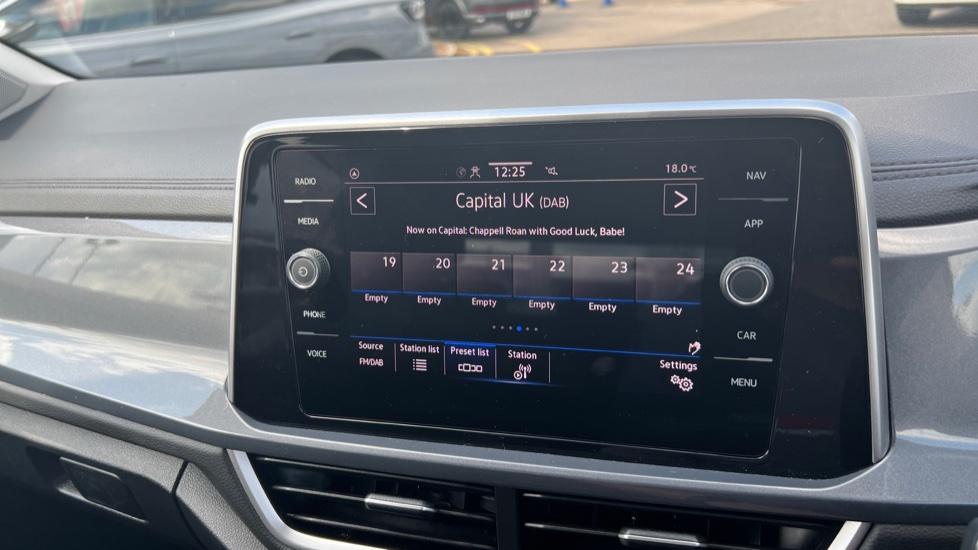 RADIO
MEDIA
PHONE
VOICE
12:25
18.0°C
Capital UK (DAB)
Now on Capital: Chappell Roan with Good Luck, Babe!
19 20 21 22 23 24
Empty Empty Empty Empty Empty Empty
Source Station list Preset list Station Settings
FM/DAB
NAV
APP
CAR
MENU